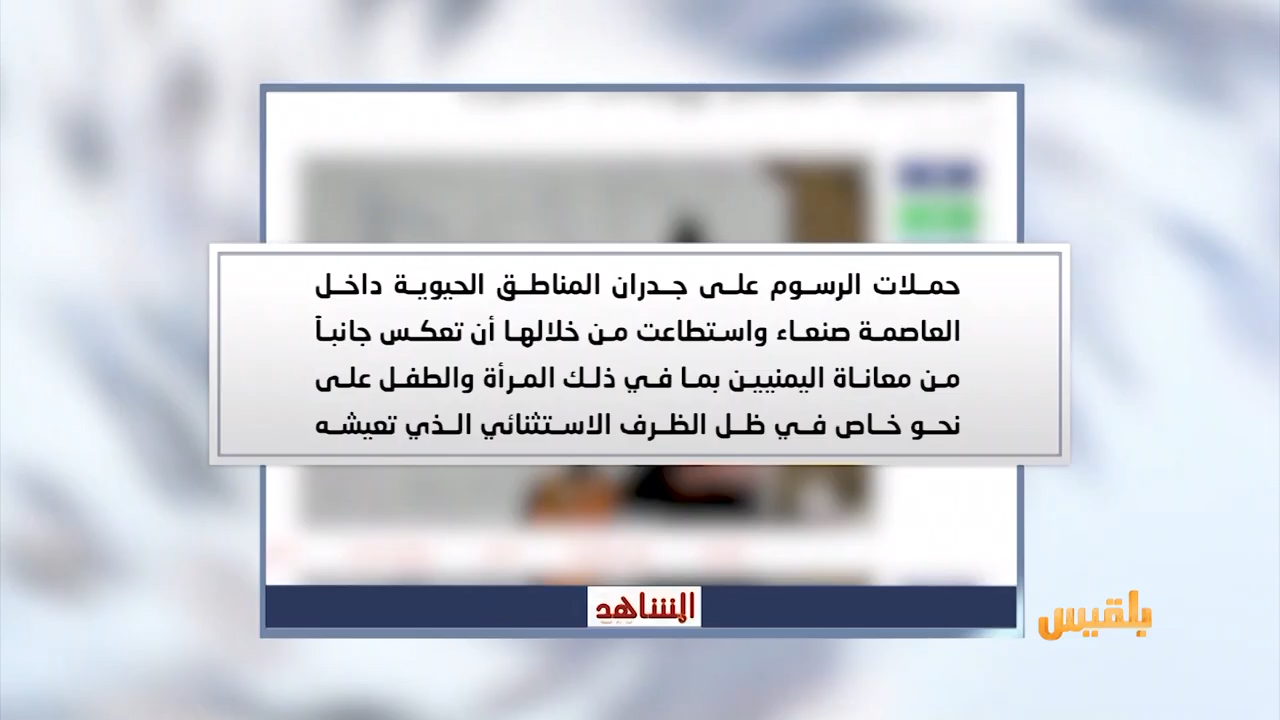 حملات الرسوم على جدران المناطق الحيوية داخل
العاصمة صنعاء واستطاعت من خلالها أن تعكس جانباً
من معاناة اليمنيين بما في ذلك المرأة والطفل على
نحو خاص في ظل الظرف الاستثنائي الذي تعيشه
المشاهد
بلقيس